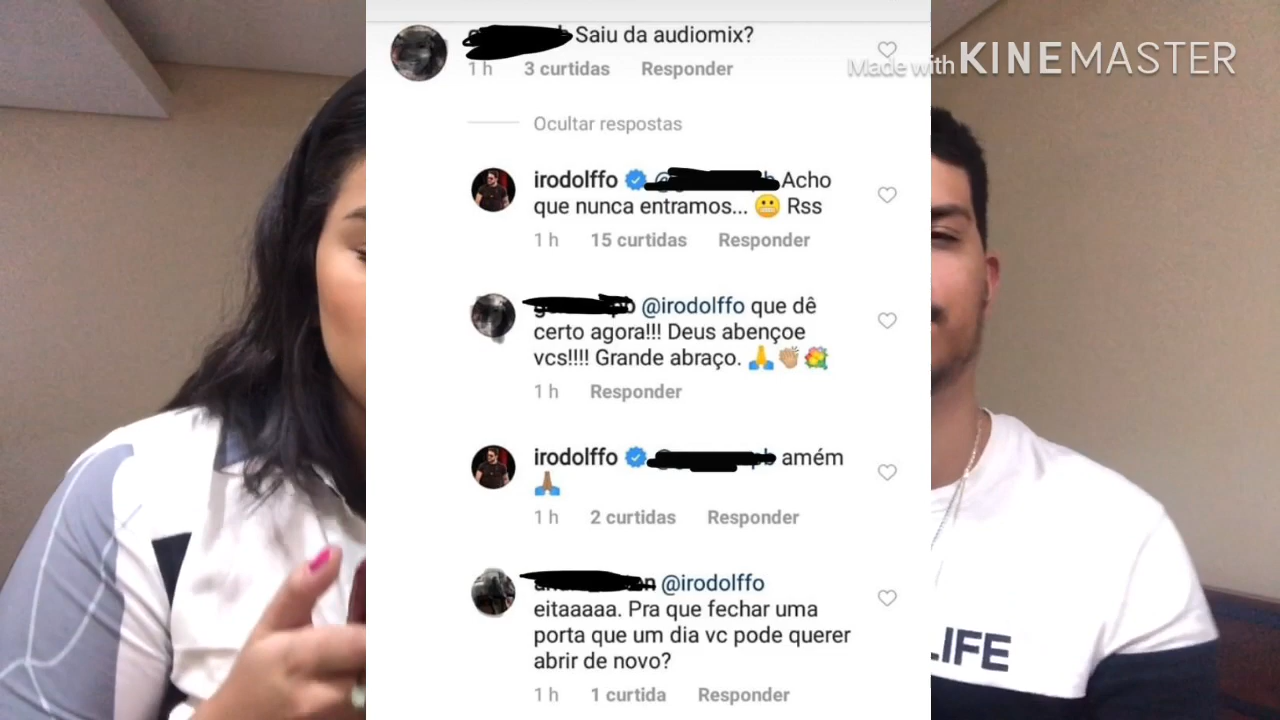 Saiu da audiomix?
Made with KINEMASTER
1 h 3 curtidas Responder
Ocultar respostas
irodolffo Acho
que nunca entramos... 😬 Rss
1 h 15 curtidas Responder
@irodolffo que dê
certo agora!!! Deus abençoe
vcs!!!! Grande abraço. 🙏👏🏼💐
1 h Responder
irodolffo amém
🙏🏽
1 h 2 curtidas Responder
@irodolffo
eitaaaaa. Pra que fechar uma
porta que um dia vc pode querer
abrir de novo?
1 h 1 curtida Responder
LIFE